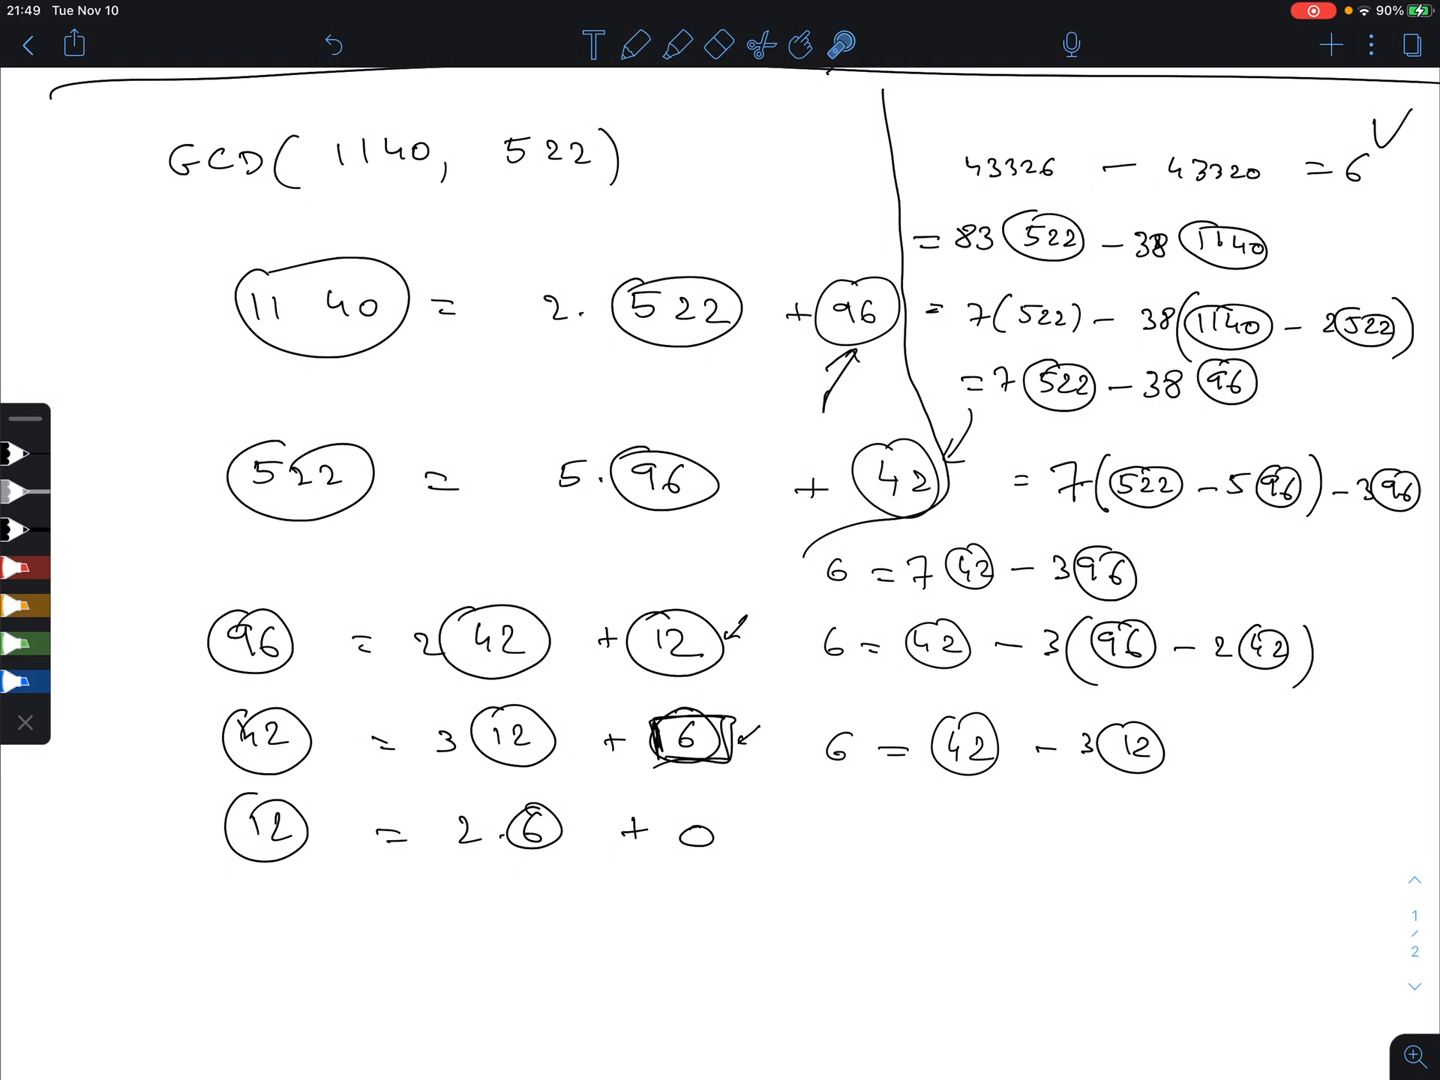 21:49 Tue Nov 10
90%
T
GCD( 1140, 522)
1140 = 2. 522 + 96
522 = 5. 96 + 42
96 = 2 42 + 12
42 = 3 12 + 6
12 = 2 . 6 + 0
43326 - 43320 = 6 ✓
= 83 522 - 38 1140
= 7(522) - 38(1140 - 2 522)
= 7 522 - 38 96
= 7(522 - 5 96) - 3 96
6 = 7 42 - 3 96
6 = 42 - 3(96 - 2 42)
6 = 42 - 3 12
1
/
2